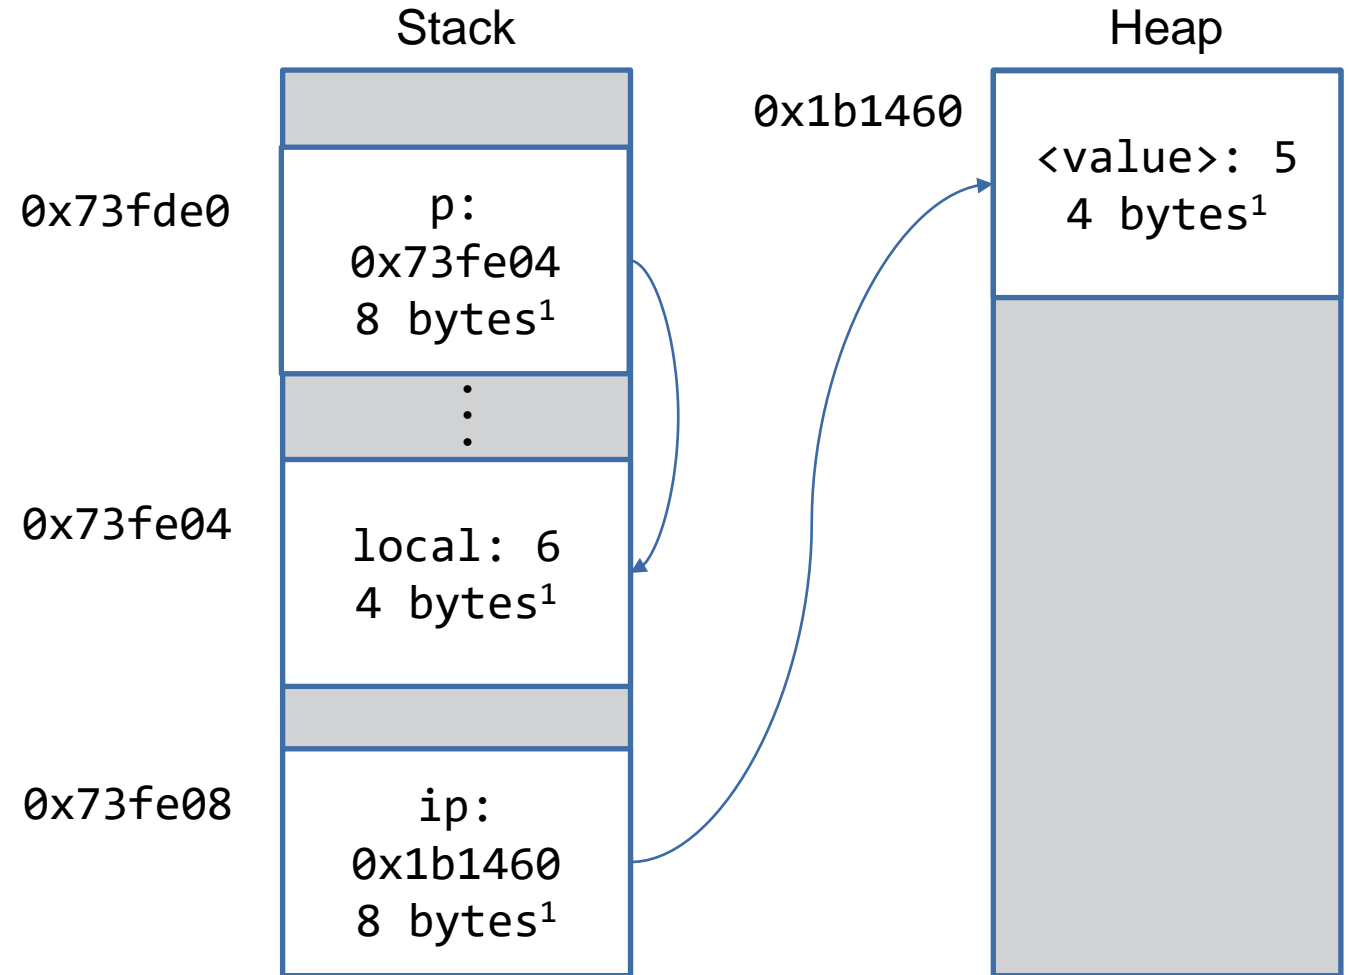 Stack
Heap
0x1b1460
<value>: 5
4 bytes¹
0x73fde0
p:
0x73fe04
8 bytes¹
0x73fe04
local: 6
4 bytes¹
0x73fe08
ip:
0x1b1460
8 bytes¹